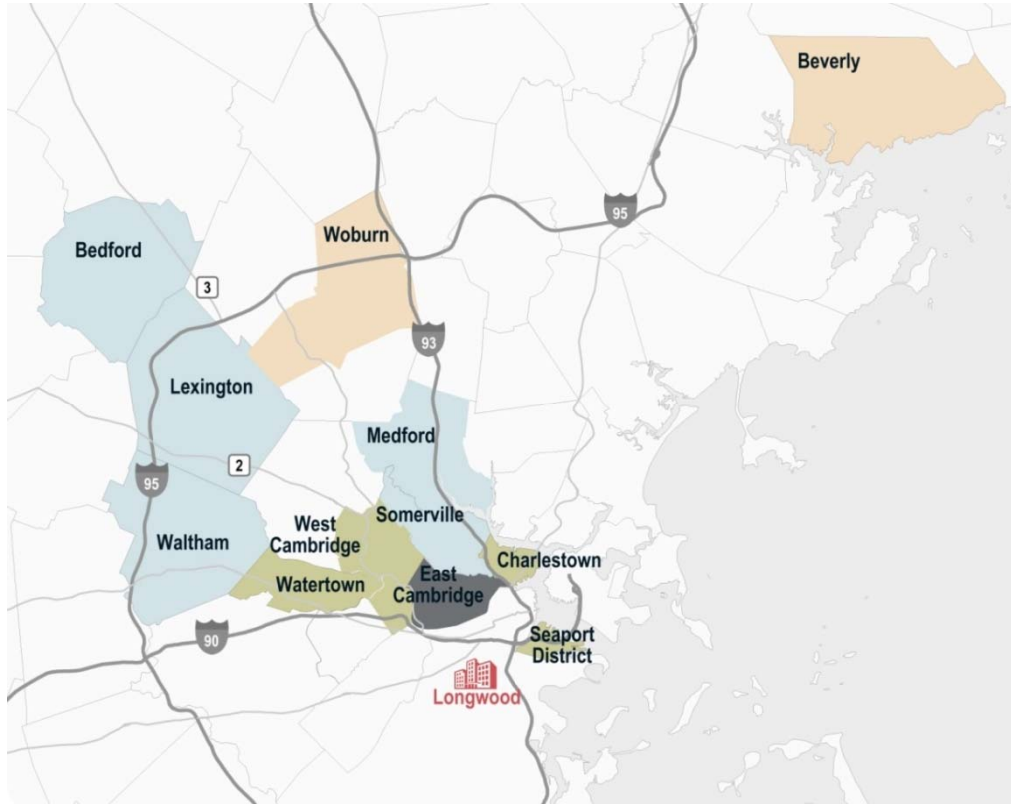 Beverly
95
Woburn
Bedford
3
93
Lexington
Medford
2
95
Somerville
West
Cambridge
Waltham
Charlestown
East
Cambridge
Watertown
90
Seaport
District
Longwood